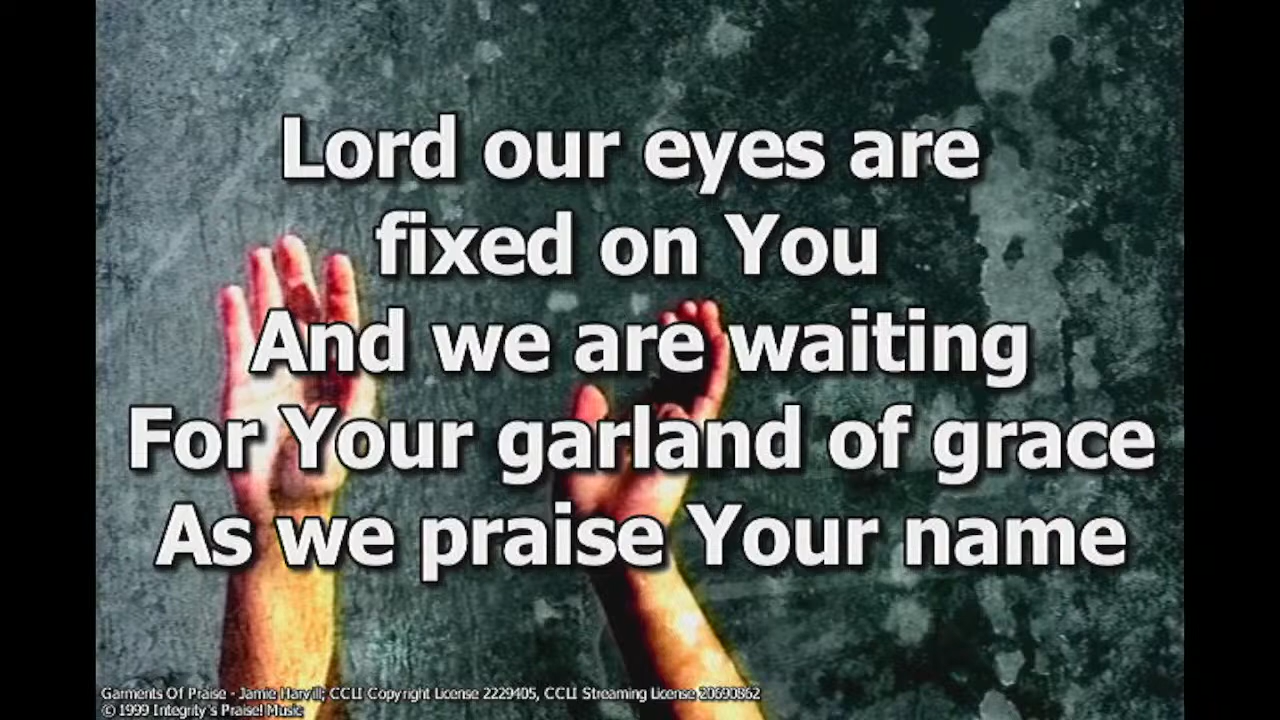 Lord our eyes are
fixed on You
And we are waiting
For Your garland of grace
As we praise Your name
Garments Of Praise - Jamie Harvill; CCLI Copyright License 2229405, CCLI Streaming License 20690862
© 1999 Integrity's Praise! Music